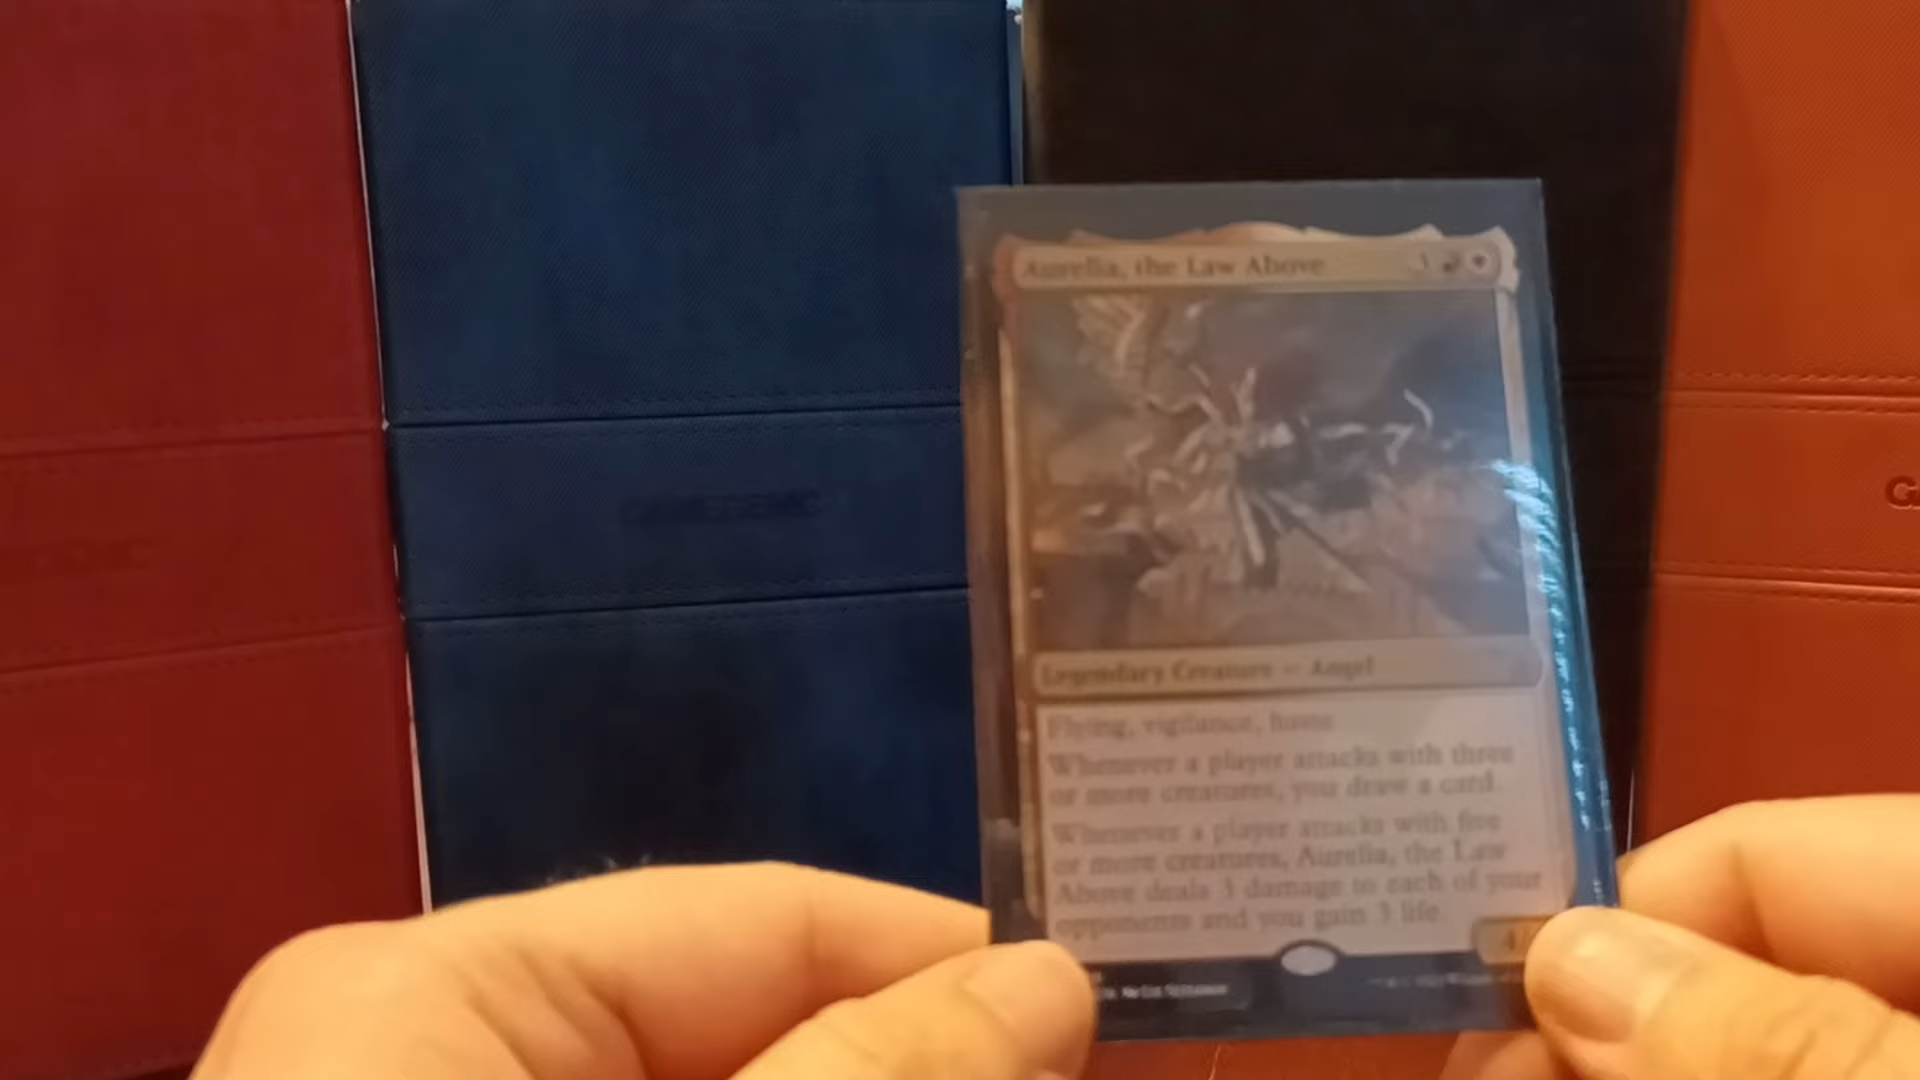 GAMEGENIC
Aurelia, the Law Above
3
Legendary Creature — Angel
Flying, vigilance, haste
Whenever a player attacks with three
or more creatures, you draw a card.
Whenever a player attacks with five
or more creatures, Aurelia, the Law
Above deals 3 damage to each of your
opponents and you gain 3 life.